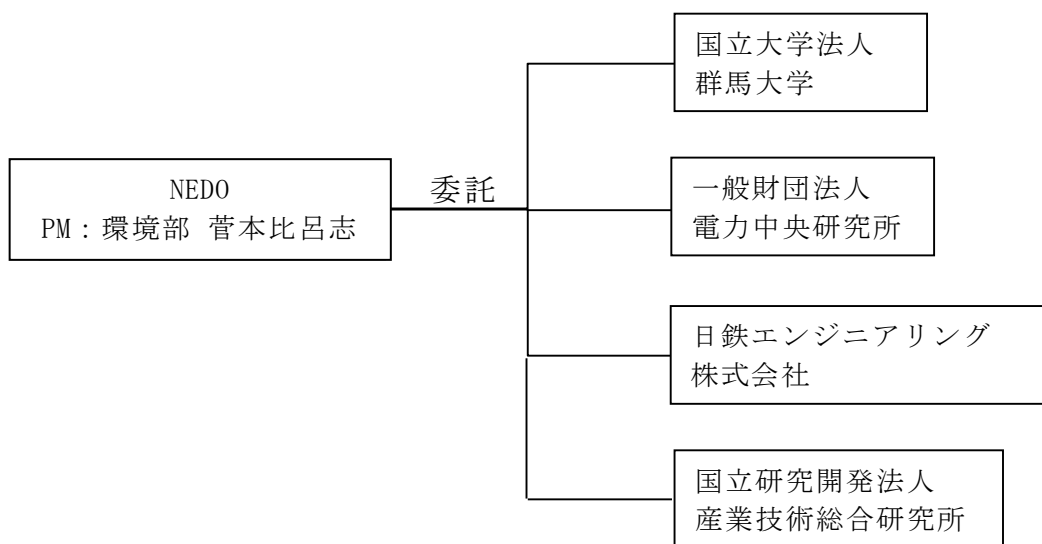 国立大学法人
群馬大学
NEDO
PM：環境部 菅本比呂志
委託
一般財団法人
電力中央研究所
日鉄エンジニアリング
株式会社
国立研究開発法人
産業技術総合研究所